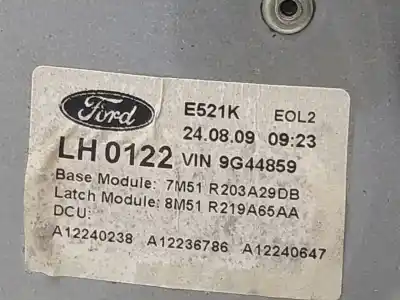 Ford E521K EOL2
24.08.09 09:23
LH 0122 VIN 9G44859
Base Module: 7M51 R203A29DB
Latch Module: 8M51 R219A65AA
DCU:
A12240238 A12236786 A12240647